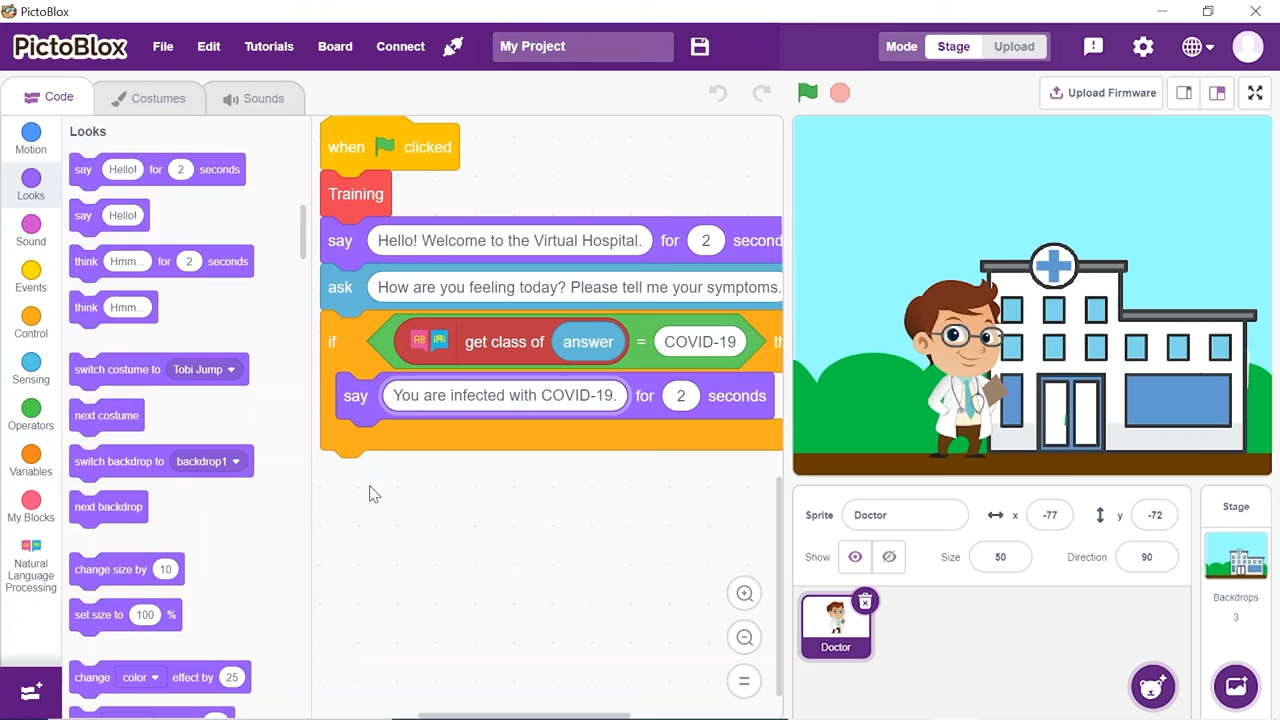 PictoBlox
PictoBlox File Edit Tutorials Board Connect My Project Mode Stage Upload
Code Costumes Sounds Upload Firmware
Motion
Looks
Sound
Events
Control
Sensing
Operators
Variables
My Blocks
Natural
Language
Processing
Looks
say Hello! for 2 seconds
say Hello!
think Hmm... for 2 seconds
think Hmm...
switch costume to Tobi Jump
next costume
switch backdrop to backdrop1
next backdrop
change size by 10
set size to 100 %
change color effect by 25
when clicked
Training
say Hello! Welcome to the Virtual Hospital. for 2 second
ask How are you feeling today? Please tell me your symptoms.
if get class of answer = COVID-19 th
say You are infected with COVID-19. for 2 seconds
Sprite Doctor x -77 y -72
Show Size 50 Direction 90
Doctor
Stage
Backdrops
3